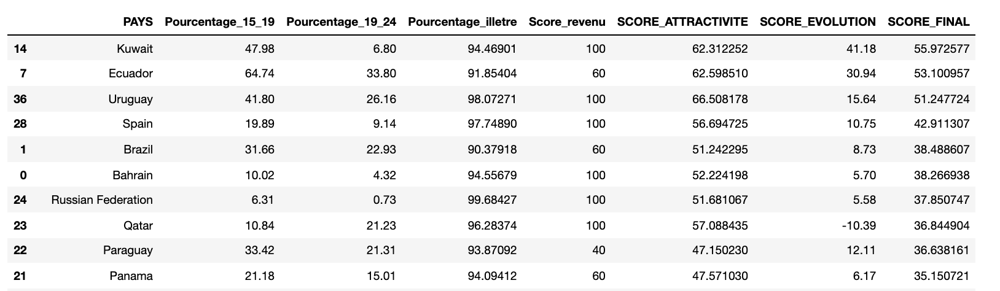 PAYS Pourcentage_15_19 Pourcentage_19_24 Pourcentage_illetre Score_revenu SCORE_ATTRACTIVITE SCORE_EVOLUTION SCORE_FINAL
14 Kuwait 47.98 6.80 94.46901 100 62.312252 41.18 55.972577
7 Ecuador 64.74 33.80 91.85404 60 62.598510 30.94 53.100957
36 Uruguay 41.80 26.16 98.07271 100 66.508178 15.64 51.247724
28 Spain 19.89 9.14 97.74890 100 56.694725 10.75 42.911307
1 Brazil 31.66 22.93 90.37918 60 51.242295 8.73 38.488607
0 Bahrain 10.02 4.32 94.55679 100 52.224198 5.70 38.266938
24 Russian Federation 6.31 0.73 99.68427 100 51.681067 5.58 37.850747
23 Qatar 10.84 21.23 96.28374 100 57.088435 -10.39 36.844904
22 Paraguay 33.42 21.31 93.87092 40 47.150230 12.11 36.638161
21 Panama 21.18 15.01 94.09412 60 47.571030 6.17 35.150721